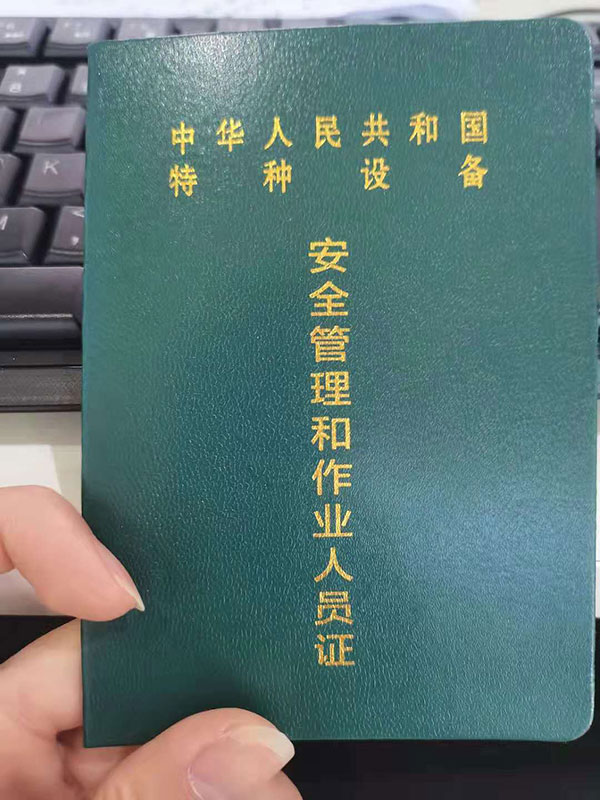 中华人民共和国
特种设备
安全管理和作业人员证